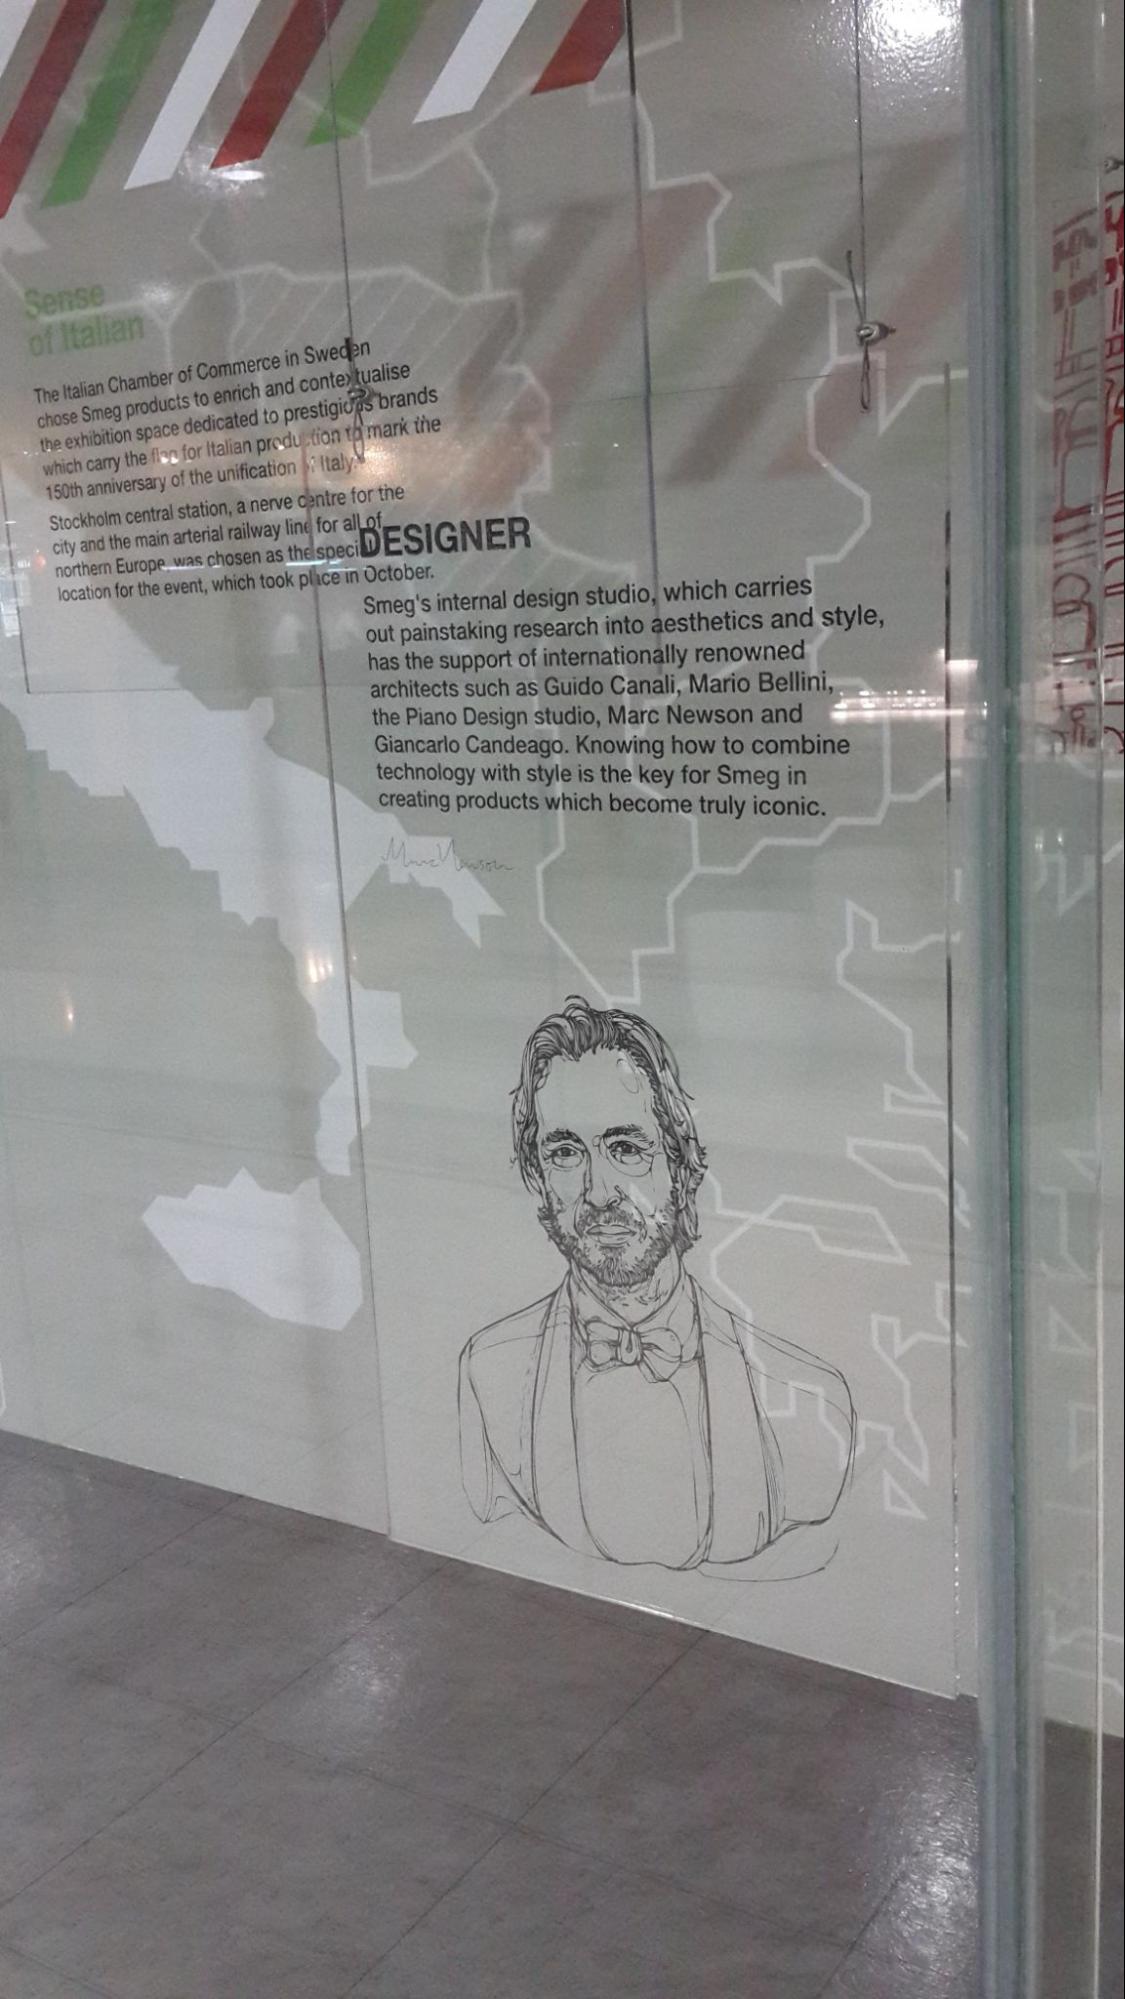 Sense
of Italian
The Italian Chamber of Commerce in Sweden
chose Smeg products to enrich and contextualise
the exhibition space dedicated to prestigious brands
which carry the flag for Italian production to mark the
150th anniversary of the unification of Italy.
Stockholm central station, a nerve centre for the
city and the main arterial railway line for all of
northern Europe, was chosen as the
location for the event, which took place in October.
DESIGNER
Smeg's internal design studio, which carries
out painstaking research into aesthetics and style,
has the support of internationally renowned
architects such as Guido Canali, Mario Bellini,
the Piano Design studio, Marc Newson and
Giancarlo Candeago. Knowing how to combine
technology with style is the key for Smeg in
creating products which become truly iconic.
Marc Newson